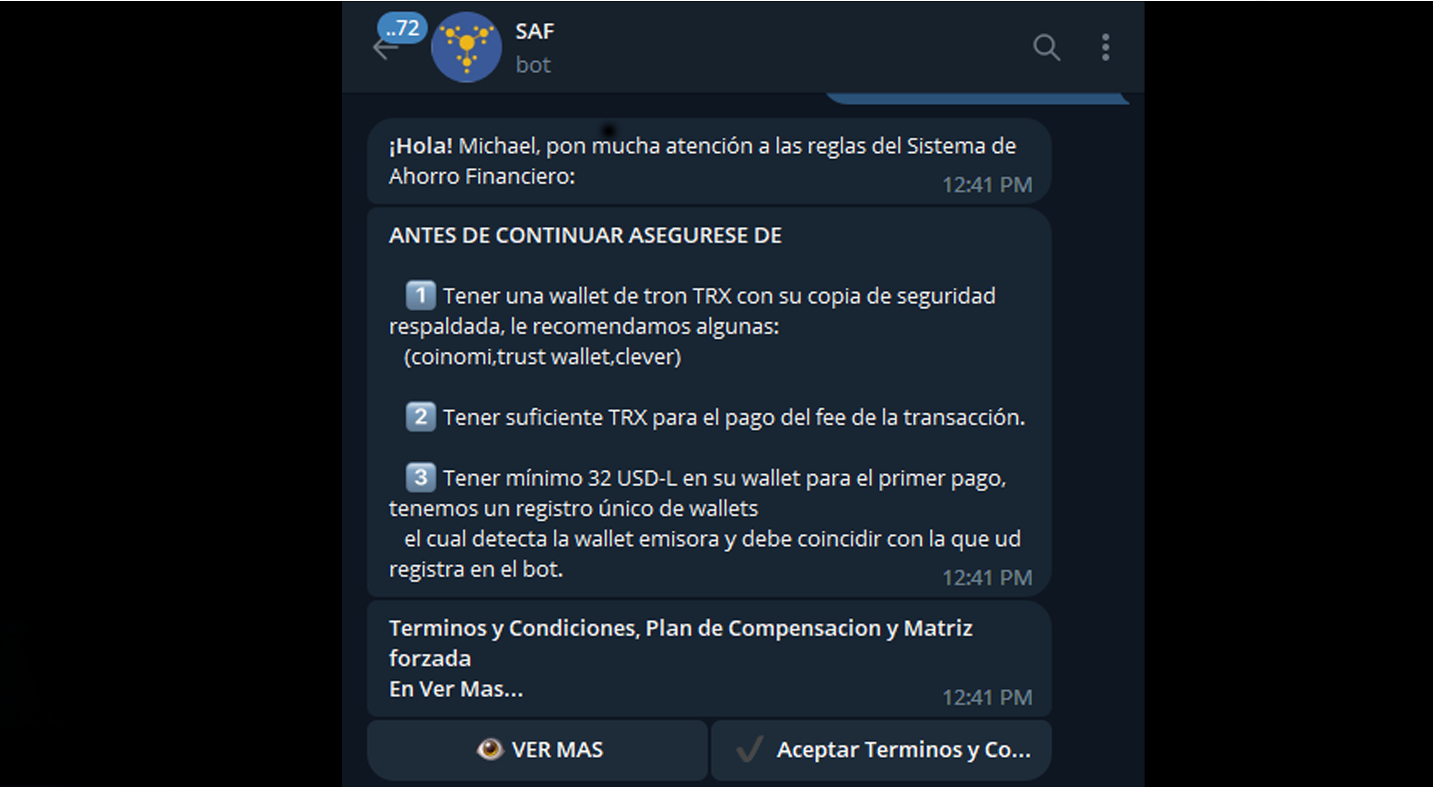 ..72
SAF
bot
¡Hola! Michael, pon mucha atención a las reglas del Sistema de
Ahorro Financiero:
12:41 PM
ANTES DE CONTINUAR ASEGURESE DE
1 Tener una wallet de tron TRX con su copia de seguridad
respaldada, le recomendamos algunas:
(coinomi,trust wallet,clever)
2 Tener suficiente TRX para el pago del fee de la transacción.
3 Tener mínimo 32 USD-L en su wallet para el primer pago,
tenemos un registro único de wallets
el cual detecta la wallet emisora y debe coincidir con la que ud
registra en el bot.
12:41 PM
Terminos y Condiciones, Plan de Compensacion y Matriz
forzada
En Ver Mas...
12:41 PM
VER MAS
Aceptar Terminos y Co...